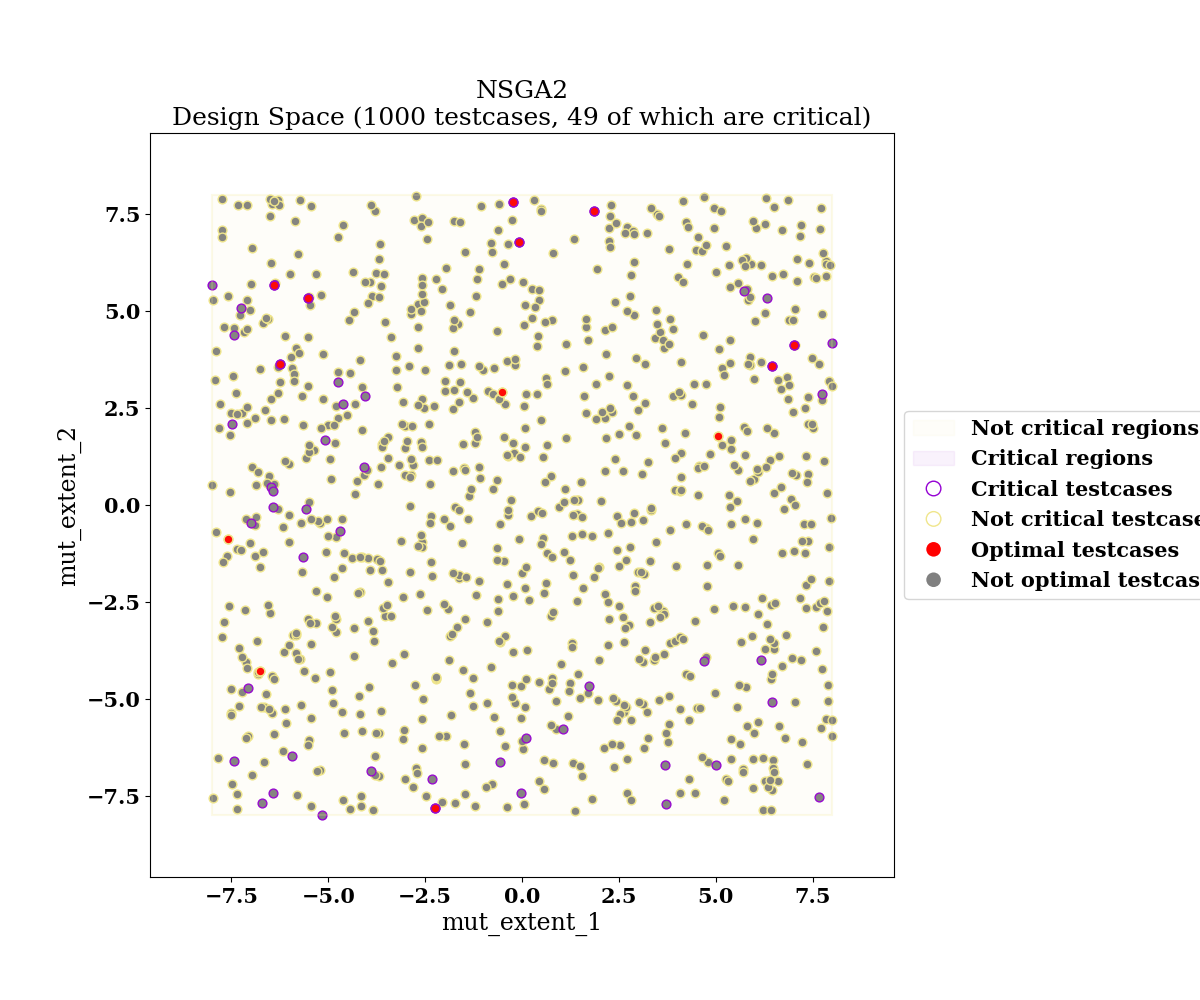 NSGA2
Design Space (1000 testcases, 49 of which are critical)
7.5
5.0
2.5
0.0
−2.5
−5.0
−7.5
mut_extent_2
−7.5 −5.0 −2.5 0.0 2.5 5.0 7.5
mut_extent_1
Not critical regions
Critical regions
Critical testcases
Not critical testcase
Optimal testcases
Not optimal testcas